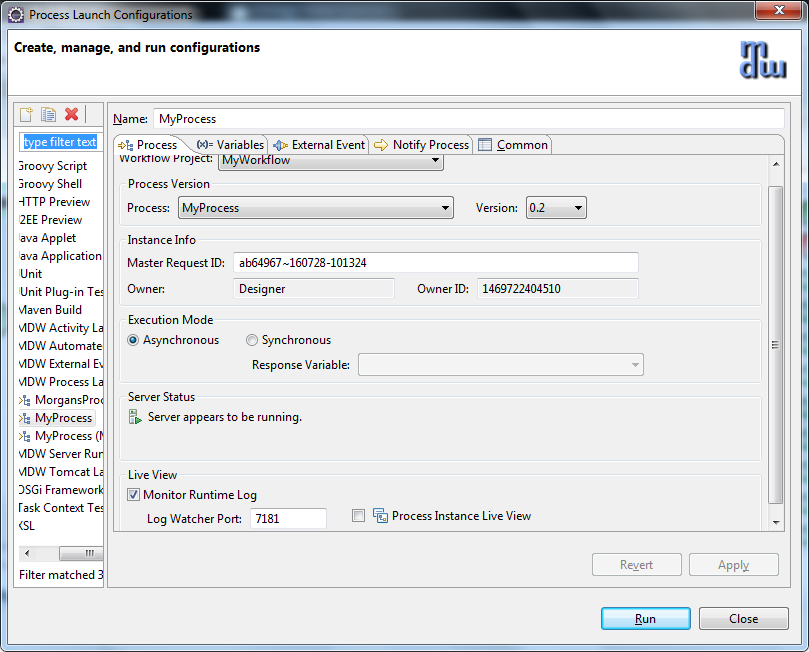 Process Launch Configurations
Create, manage, and run configurations
mdw
type filter text
Groovy Script
Groovy Shell
HTTP Preview
J2EE Preview
Java Applet
Java Application
JUnit
JUnit Plug-in Tes
Maven Build
MDW Activity La
MDW Automate
MDW External Ev
MDW Process La
MorgansProc
MyProcess
MyProcess (M
MDW Server Run
MDW Tomcat La
OSGi Framework
Task Context Tes
XSL
Filter matched 3
Name: MyProcess
Process (x)= Variables External Event Notify Process Common
Workflow Project: MyWorkflow
Process Version
Process: MyProcess Version: 0.2
Instance Info
Master Request ID: ab64967~160728-101324
Owner: Designer Owner ID: 1469722404510
Execution Mode
Asynchronous Synchronous
Response Variable:
Server Status
Server appears to be running.
Live View
Monitor Runtime Log
Log Watcher Port: 7181 Process Instance Live View
Revert Apply
Run Close